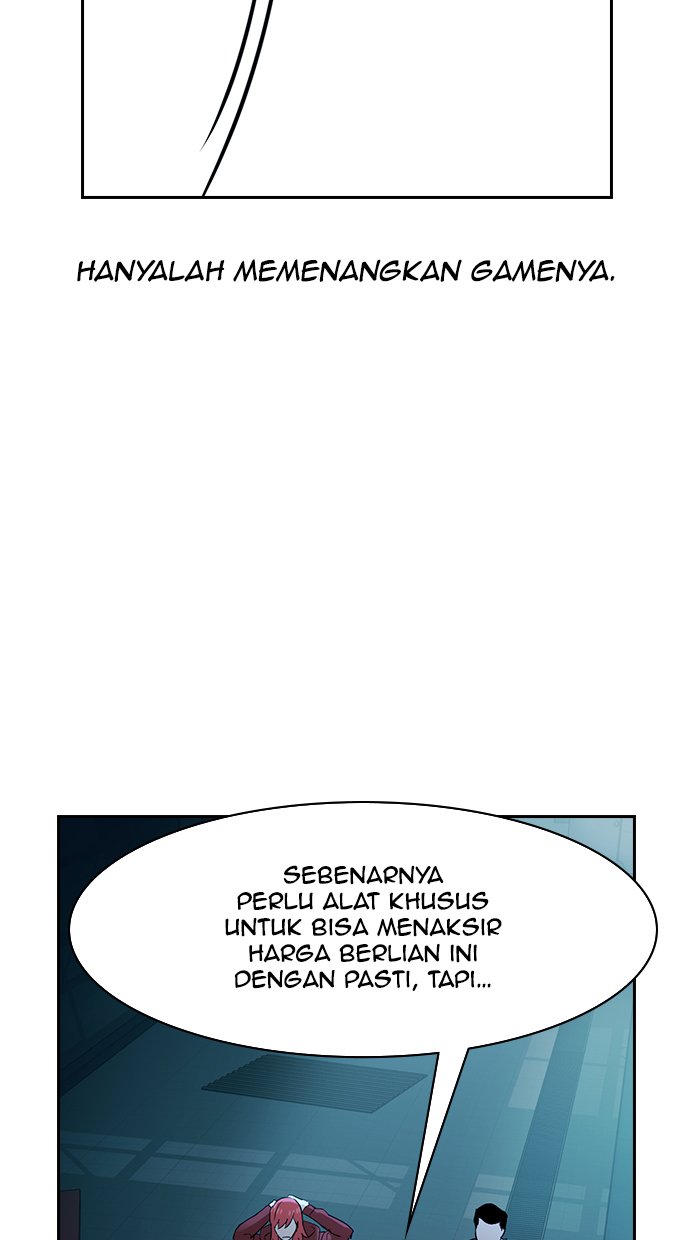 HANYALAH MEMENANGKAN GAMENYA.
SEBENARNYA
PERLU ALAT KHUSUS
UNTUK BISA MENAKSIR
HARGA BERLIAN INI
DENGAN PASTI, TAPI...